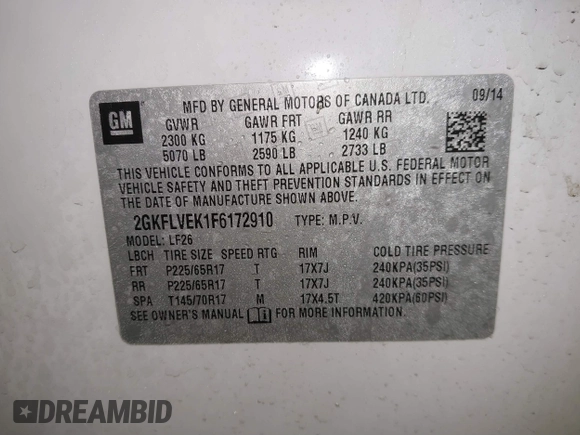 GM
MFD BY GENERAL MOTORS OF CANADA LTD. 09/14
GVWR GAWR FRT GAWR RR
2300 KG 1175 KG 1240 KG
5070 LB 2590 LB 2733 LB
THIS VEHICLE CONFORMS TO ALL APPLICABLE U.S. FEDERAL MOTOR
VEHICLE SAFETY AND THEFT PREVENTION STANDARDS IN EFFECT ON
THE DATE OF MANUFACTURE SHOWN ABOVE.
2GKFLVEK1F6172910 TYPE: M.P.V.
MODEL: LF26
LBCH TIRE SIZE SPEED RTG RIM COLD TIRE PRESSURE
FRT P225/65R17 T 17X7J 240KPA(35PSI)
RR P225/65R17 T 17X7J 240KPA(35PSI)
SPA T145/70R17 M 17X4.5T 420KPA(60PSI)
SEE OWNER'S MANUAL FOR MORE INFORMATION.
DREAMBID